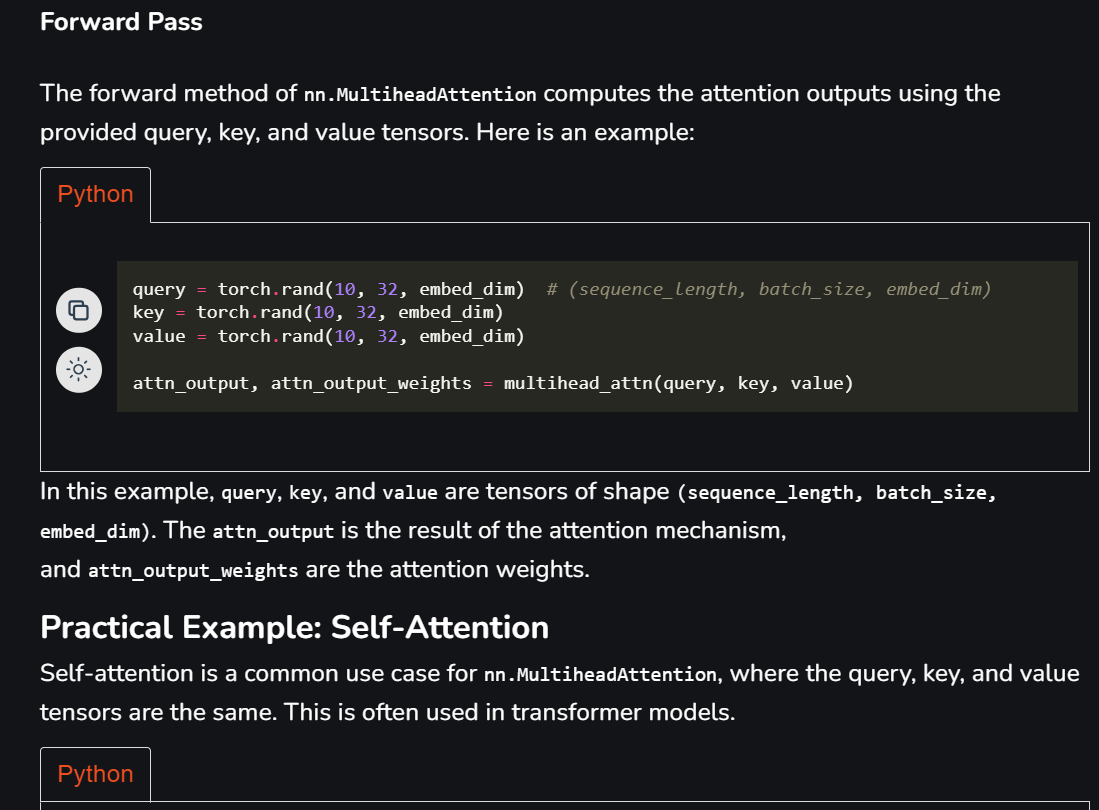 Forward Pass
The forward method of nn.MultiheadAttention computes the attention outputs using the
provided query, key, and value tensors. Here is an example:
Python
query = torch.rand(10, 32, embed_dim)  # (sequence_length, batch_size, embed_dim)
key = torch.rand(10, 32, embed_dim)
value = torch.rand(10, 32, embed_dim)
attn_output, attn_output_weights = multihead_attn(query, key, value)
In this example, query, key, and value are tensors of shape (sequence_length, batch_size,
embed_dim). The attn_output is the result of the attention mechanism,
and attn_output_weights are the attention weights.
Practical Example: Self-Attention
Self-attention is a common use case for nn.MultiheadAttention, where the query, key, and value
tensors are the same. This is often used in transformer models.
Python